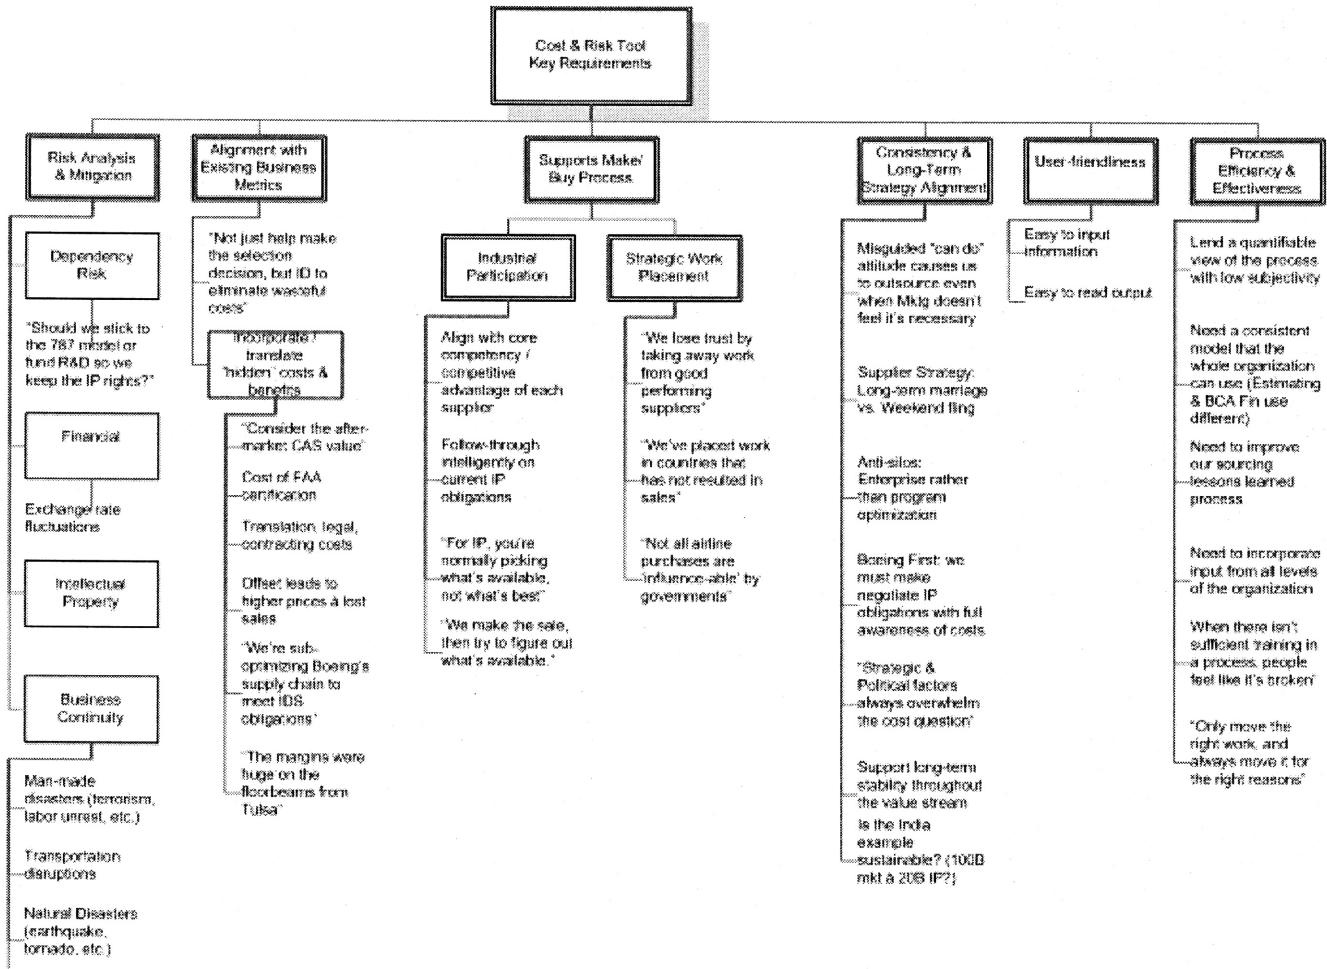 Cost & Risk Tool
Key Requirements
Risk Analysis
& Mitigation
Dependency
Risk
"Should we stick to
the 787 model or
fund R&D so we
keep the IP rights?"
Financial
Exchange rate
fluctuations
Intellectual
Property
Business
Continuity
Man-made
disasters (terrorism,
labor unrest, etc.)
Transportation
disruptions
Natural Disasters
(earthquake,
tornado, etc.)
Alignment with
Existing Business
Metrics
"Not just help make
the selection
decision, but ID to
eliminate wasteful
costs"
Incorporate /
translate
"hidden" costs &
benefits
"Consider the after-
market CAS value"
Cost of FAA
certification
Translation, legal,
contracting costs
Offset leads to
higher prices à lost
sales
"We're sub-
optimizing Boeing's
supply chain to
meet IDS
obligations"
"The margins were
huge on the
floorbeams from
Tulsa"
Supports Make/
Buy Process
Industrial
Participation
Align with core
competency /
competitive
advantage of each
supplier
Follow-through
intelligently on
current IP
obligations
"For IP, you're
normally picking
what's available,
not what's best"
"We make the sale,
then try to figure out
what's available."
Strategic Work
Placement
"We lose trust by
taking away work
from good
performing
suppliers"
"We've placed work
in countries that
has not resulted in
sales"
"Not all airline
purchases are
'influence-able' by
governments"
Consistency &
Long-Term
Strategy Alignment
Misguided "can do"
attitude causes us
to outsource even
when Mktg doesn't
feel it's necessary
Supplier Strategy:
Long-term marriage
vs. Weekend fling
Anti-silos:
Enterprise rather
than program
optimization
Boeing First: we
must make
negotiate IP
obligations with full
awareness of costs
"Strategic &
Political factors
always overwhelm
the cost question"
Support long-term
stability throughout
the value stream
Is the India
example
sustainable? (100B
mkt à 20B IP?)
User-friendliness
Easy to input
information
Easy to read output
Process
Efficiency &
Effectiveness
Lend a quantifiable
view of the process
with low subjectivity
Need a consistent
model that the
whole organization
can use (Estimating
& BCA Fin use
different)
Need to improve
our sourcing
lessons learned
process
Need to incorporate
input from all levels
of the organization
When there isn't
sufficient training in
a process, people
feel like it's broken"
"Only move the
right work, and
always move it for
the right reasons"